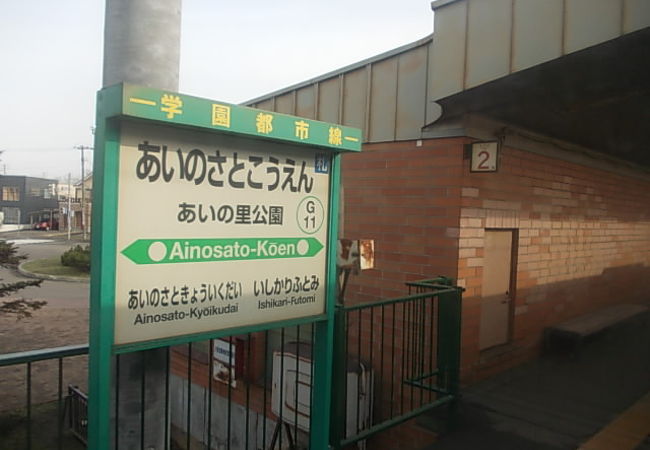 学園都市線
あいのさとこうえん
札
あいの里公園
G
11
Ainosato-Kōen
あいのさときょういくだい
いしかりふとみ
Ainosato-Kyōikudai
Ishikari-Futomi
2